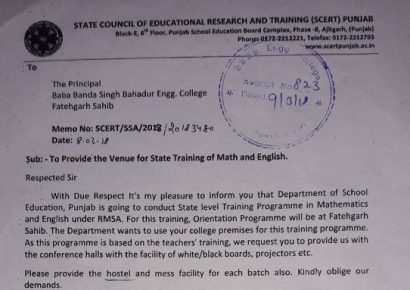 STATE COUNCIL OF EDUCATIONAL RESEARCH AND TRAINING (SCERT) PUNJAB
Block-E, 6th Floor, Punjab School Education Board Complex, Phase -8, Ajitgarh, (Punjab)
Phone: 0172-2212221, Telefax: 0172-2212793
www.scertpunjab.ac.in
To
The Principal
Baba Banda Singh Bahadur Engg. College
Fatehgarh Sahib
Receipt No 823
Dated 9/3/18
Memo No: SCERT/SSA/2018/
Date: 8-03-18
Sub: - To Provide the Venue for State Training of Math and English.
Respected Sir
With Due Respect It's my pleasure to inform you that Department of School
Education, Punjab is going to conduct State level Training Programme in Mathematics
and English under RMSA. For this training, Orientation Programme will be at Fatehgarh
Sahib. The Department wants to use your college premises for this training programme.
As this programme is based on the teachers' training, we request you to provide us with
the conference halls with the facility of white/black boards, projectors etc.
Please provide the hostel and mess facility for each batch also. Kindly oblige our
demands.